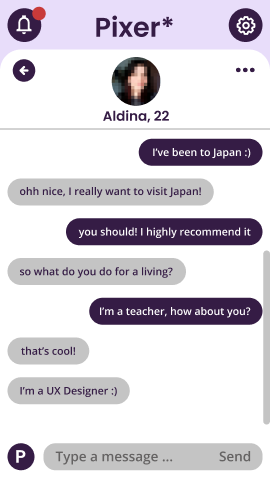 Pixer*
Aldina, 22
I've been to Japan :)
ohh nice, I really want to visit Japan!
you should! I highly recommend it
so what do you do for a living?
I'm a teacher, how about you?
that's cool!
I'm a UX Designer :)
P
Type a message ... Send